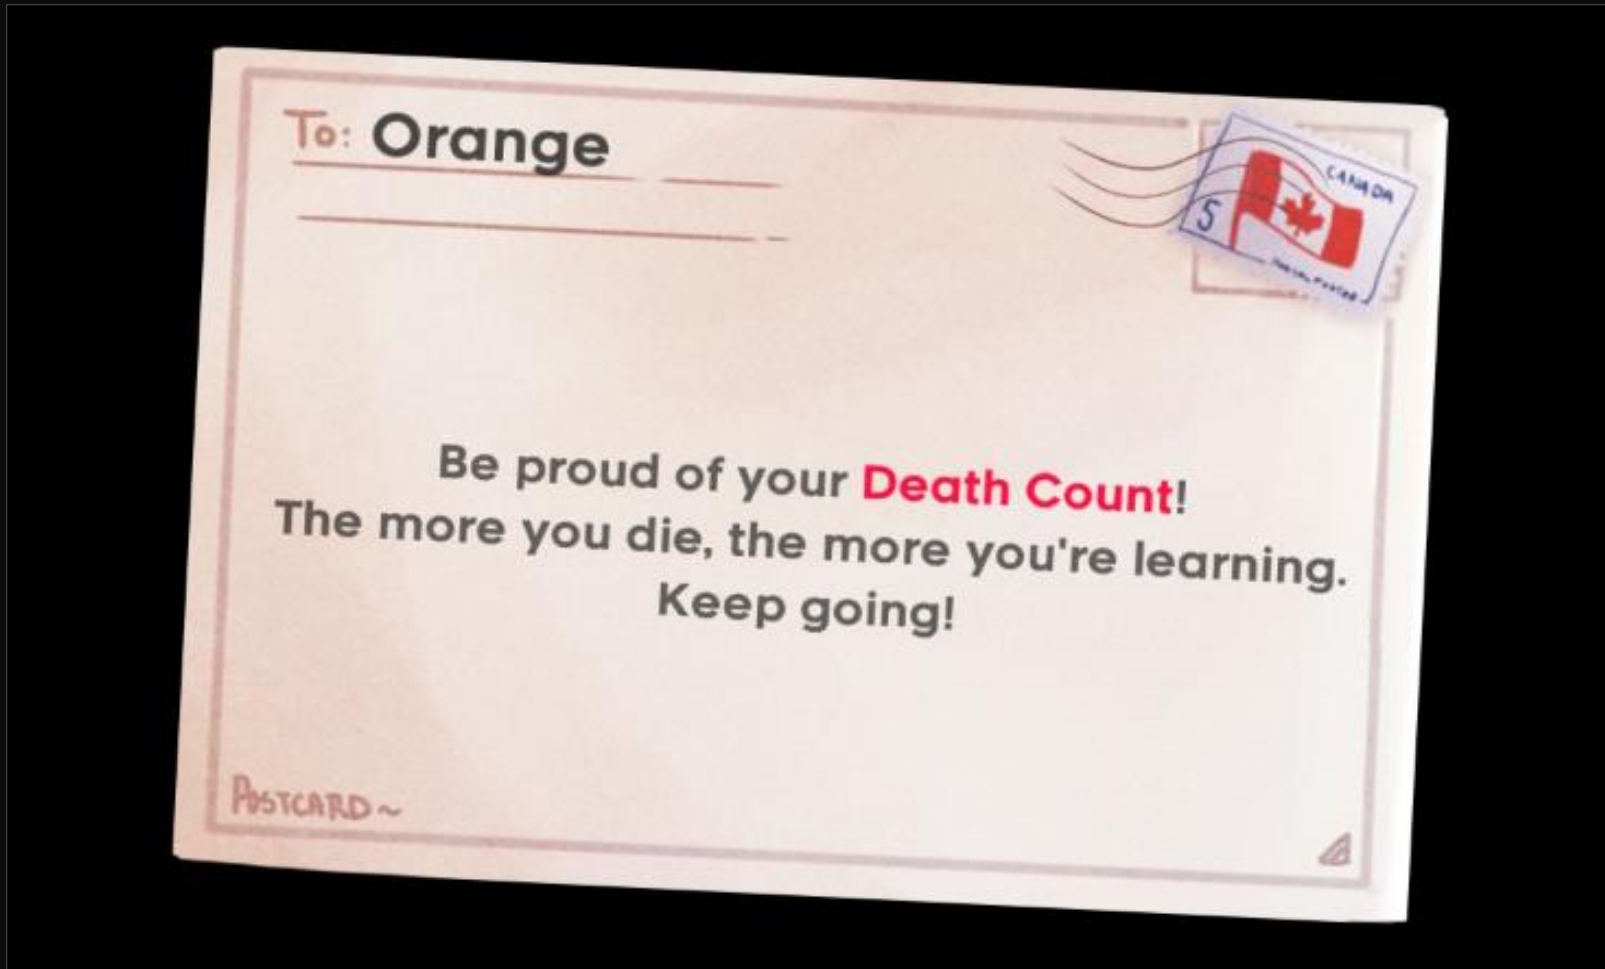 To: Orange
CANADA
5
Be proud of your Death Count!
The more you die, the more you're learning.
Keep going!
POSTCARD~